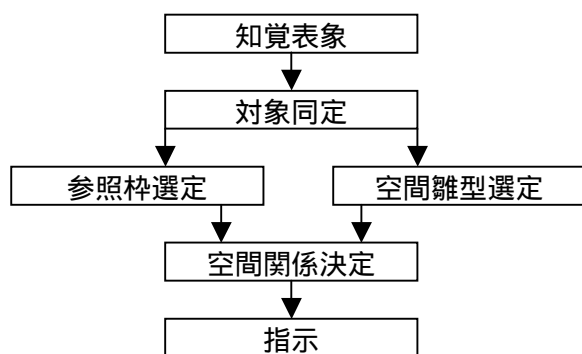 知覚表象
対象同定
参照枠選定
空間雛型選定
空間関係決定
指示